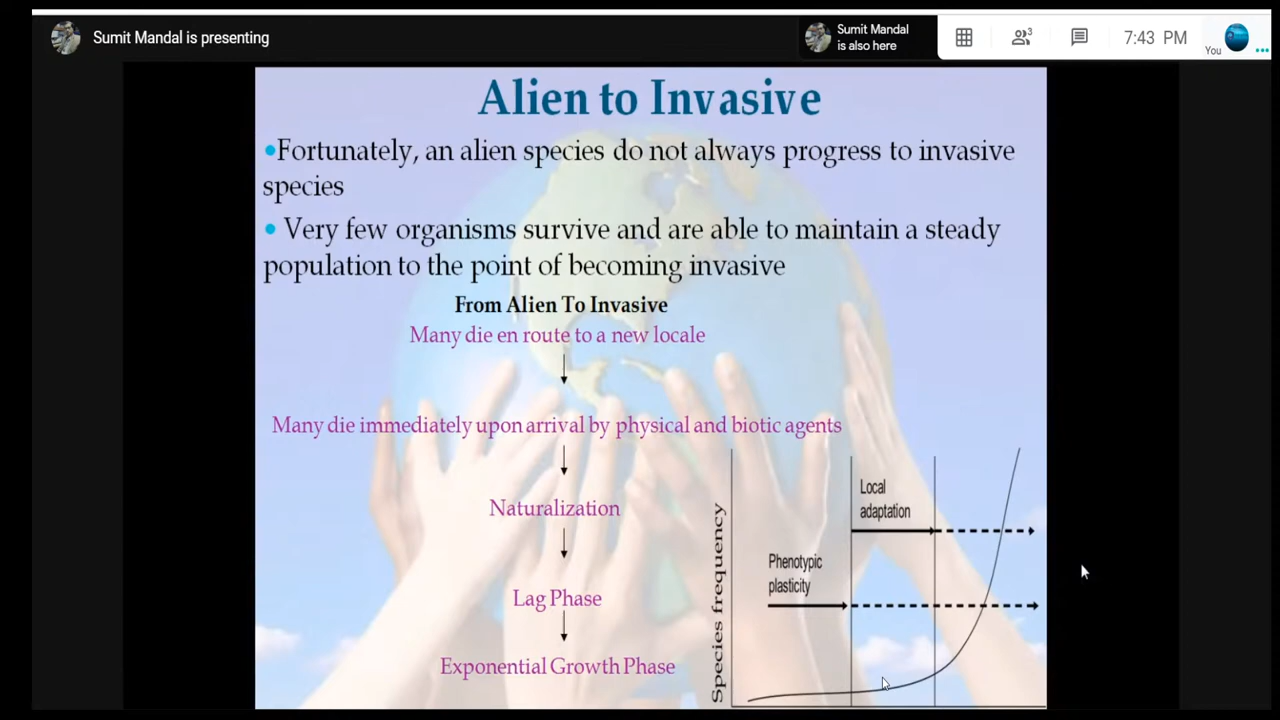 Sumit Mandal is presenting
Sumit Mandal
is also here
3
7:43 PM
You
Alien to Invasive
•Fortunately, an alien species do not always progress to invasive
species
• Very few organisms survive and are able to maintain a steady
population to the point of becoming invasive
From Alien To Invasive
Many die en route to a new locale
Many die immediately upon arrival by physical and biotic agents
Naturalization
Lag Phase
Exponential Growth Phase
Species frequency
Local
adaptation
Phenotypic
plasticity